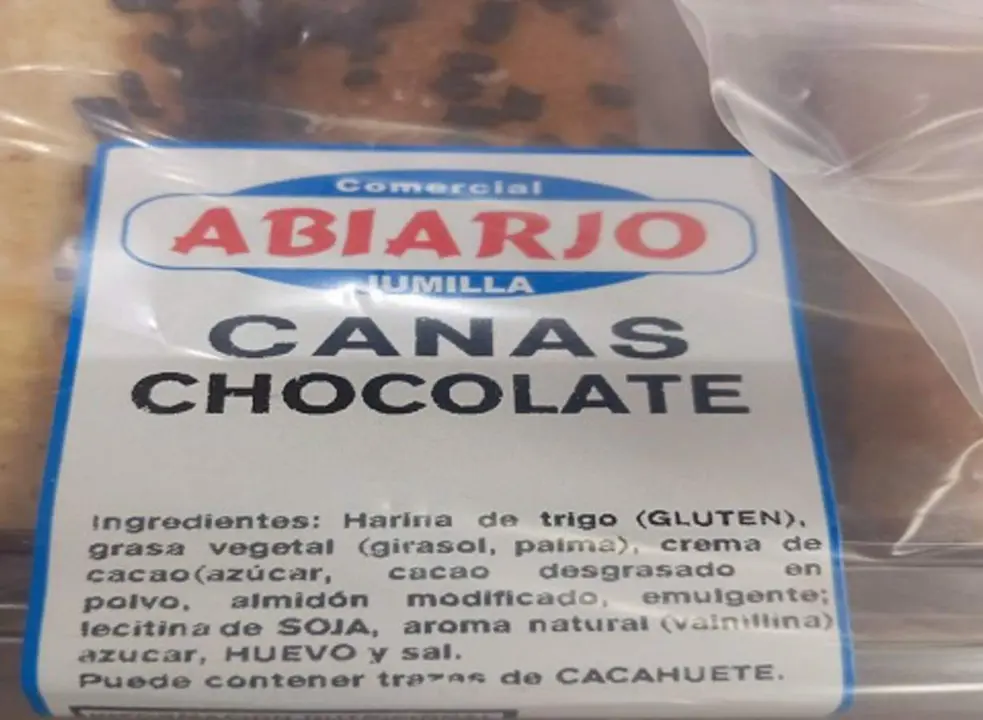 Comercial
ABIARJO
JUMILLA
CANAS
CHOCOLATE
Ingredientes: Harina de trigo (GLUTEN),
grasa vegetal (girasol, palma), crema de
cacao(azúcar, cacao desgrasado en
polvo, almidón modificado, emulgente;
lecitina de SOJA, aroma natural (vainillina)
azucar, HUEVO y sal.
Puede contener trazas de CACAHUETE.